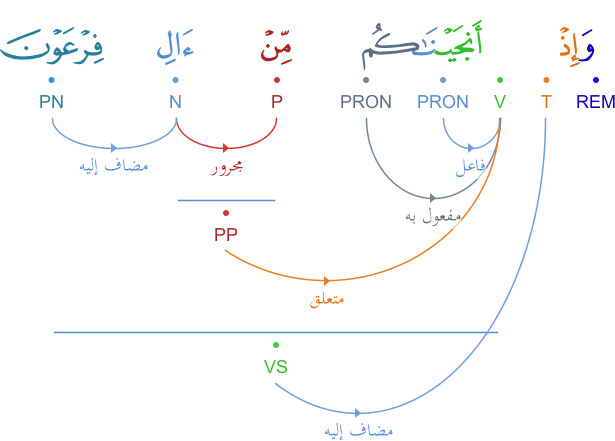 وَإِذْ أَنجَيْنَـٰكُم مِّنْ ءَالِ فِرْعَوْنَ
REM T V PRON PRON P N PN
فاعل
مجرور مضاف إليه
مفعول به
PP
متعلق
VS
مضاف إليه